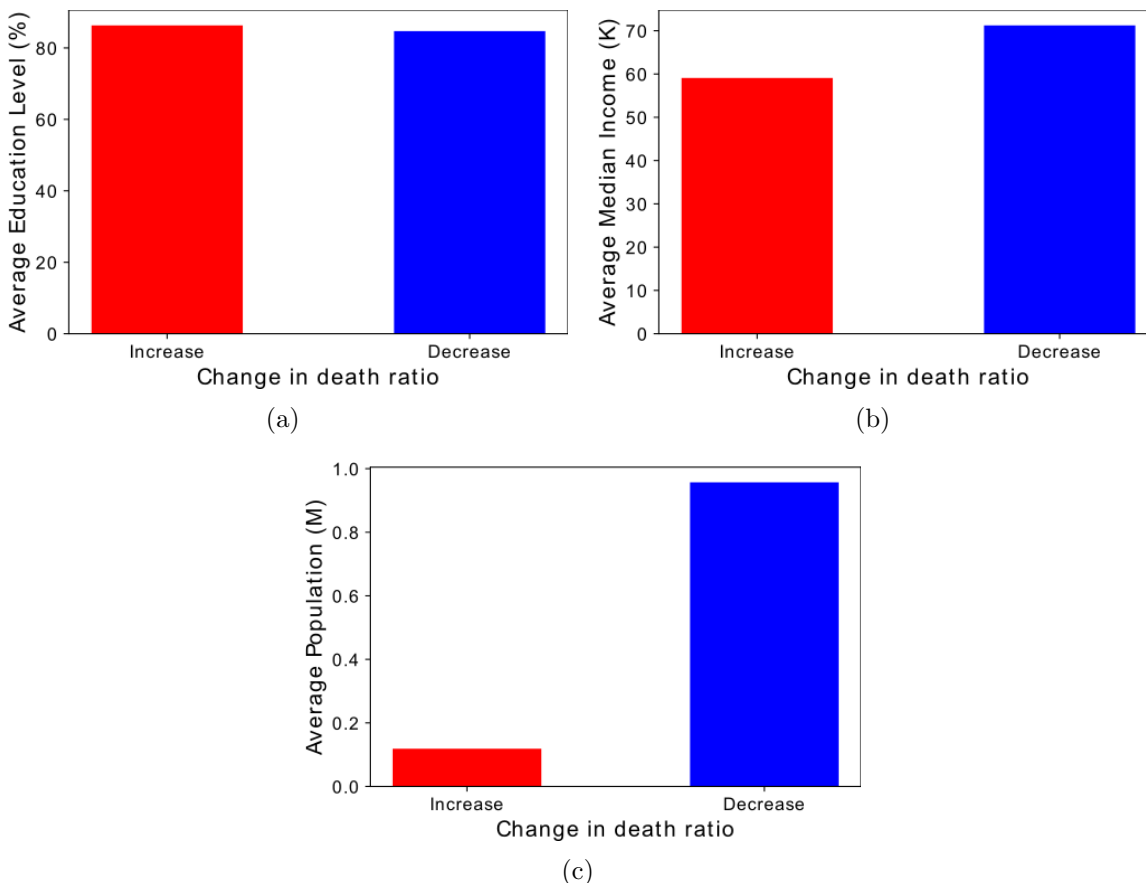 Average Education Level (%)
80
60
40
20
0
Increase
Decrease
Change in death ratio
(a)
Average Median Income (K)
70
60
50
40
30
20
10
0
Increase
Decrease
Change in death ratio
(b)
Average Population (M)
1.0
0.8
0.6
0.4
0.2
0.0
Increase
Decrease
Change in death ratio
(c)